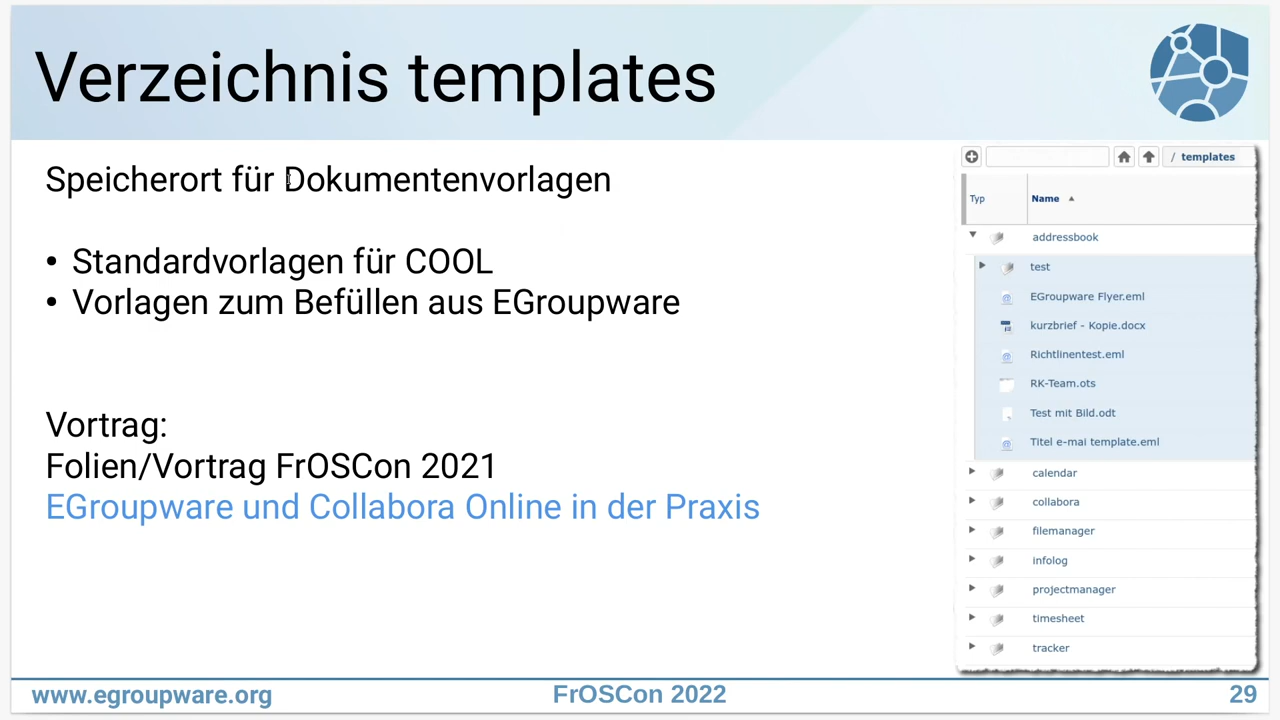 Verzeichnis templates
Speicherort für Dokumentenvorlagen
• Standardvorlagen für COOL
• Vorlagen zum Befüllen aus EGroupware
Vortrag:
Folien/Vortrag FrOSCon 2021
EGroupware und Collabora Online in der Praxis
/ templates
Typ Name
addressbook
test
EGroupware Flyer.eml
kurzbrief - Kopie.docx
Richtlinentest.eml
RK-Team.ots
Test mit Bild.odt
Titel e-mai template.eml
calendar
collabora
filemanager
infolog
projectmanager
timesheet
tracker
www.egroupware.org FrOSCon 2022 29